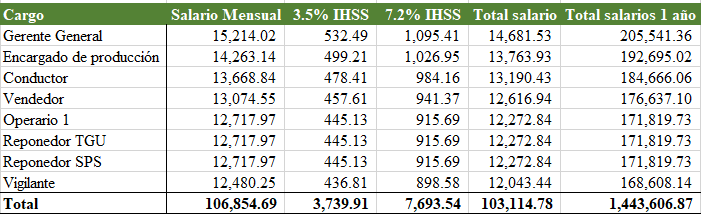 Cargo Salario Mensual 3.5% IHSS 7.2% IHSS Total salario Total salarios 1 año
Gerente General 15,214.02 532.49 1,095.41 14,681.53 205,541.36
Encargado de producción 14,263.14 499.21 1,026.95 13,763.93 192,695.02
Conductor 13,668.84 478.41 984.16 13,190.43 184,666.06
Vendedor 13,074.55 457.61 941.37 12,616.94 176,637.10
Operario 1 12,717.97 445.13 915.69 12,272.84 171,819.73
Reponedor TGU 12,717.97 445.13 915.69 12,272.84 171,819.73
Reponedor SPS 12,717.97 445.13 915.69 12,272.84 171,819.73
Vigilante 12,480.25 436.81 898.58 12,043.44 168,608.14
Total 106,854.69 3,739.91 7,693.54 103,114.78 1,443,606.87